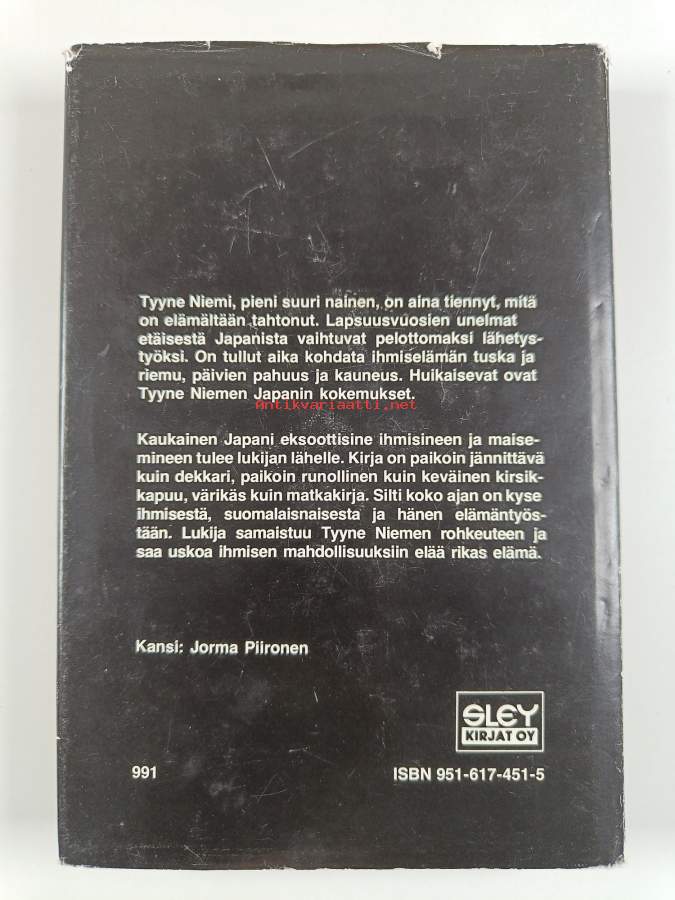 Tyyne Niemi, pieni suuri nainen, on aina tiennyt, mitä
on elämältään tahtonut. Lapsuusvuosien unelmat
etäisestä Japanista vaihtuvat pelottomaksi lähetys-
työksi. On tullut aika kohdata ihmiselämän tuska ja
riemu, päivien pahuus ja kauneus. Huikaisevat ovat
Tyyne Niemen Japanin kokemukset.
Antikvariaatti.net
Kaukainen Japani eksoottisine ihmisineen ja maise-
mineen tulee lukijan lähelle. Kirja on paikoin jännittävä
kuin dekkari, paikoin runollinen kuin keväinen kirsik-
kapuu, värikäs kuin matkakirja. Silti koko ajan on kyse
ihmisestä, suomalaisnaisesta ja hänen elämäntyös-
tään. Lukija samaistuu Tyyne Niemen rohkeuteen ja
saa uskoa ihmisen mahdollisuuksiin elää rikas elämä.
Kansi: Jorma Piironen
SLEY
KIRJAT OY
991
ISBN 951-617-451-5